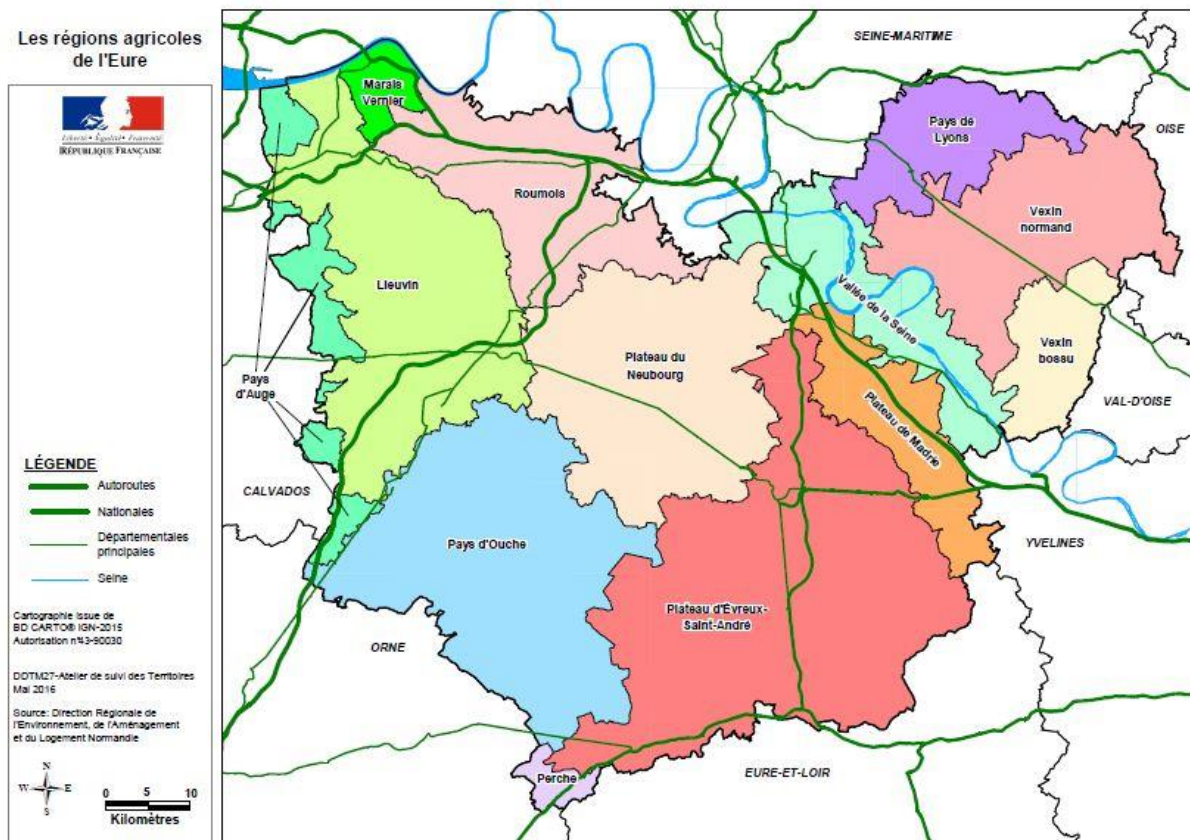 Les régions agricoles
de l'Eure
Liberté • Égalité • Fraternité
RÉPUBLIQUE FRANÇAISE
LÉGENDE
Autoroutes
Nationales
Départementales
principales
Seine
Cartographie issue de
BD CARTO® IGN-2015
Autorisation n°43-90030
DDTM27-Atelier de suivi des Territoires
Mai 2016
Source: Direction Régionale de
l'Environnement, de l'Aménagement
et du Logement Normandie
N
W
E
S
0 5 10
Kilomètres
SEINE-MARITIME
OISE
Marais
Vernier
Pays de
Lyons
Roumois
Vexin
normand
Lieuvin
Vallée de la Seine
Vexin
bossu
Plateau du
Neubourg
Pays
d'Auge
VAL-D'OISE
Plateau de Madrie
CALVADOS
Pays d'Ouche
YVELINES
Plateau d'Évreux-
Saint-André
ORNE
Perche
EURE-ET-LOIR